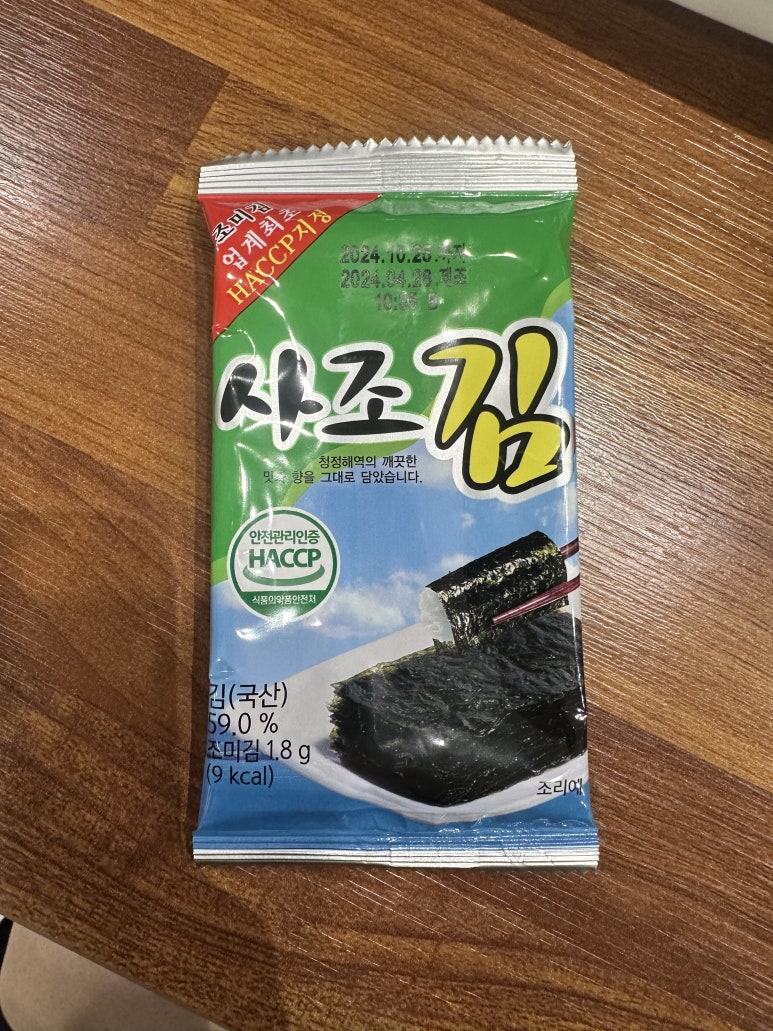 조미김
업계최초
HACCP지정
2024.10.26.까지
2024.04.28.제조
사조김
청정해역의 깨끗한
향을 그대로 담았습니다.
안전관리인증
HACCP
식품의약품안전처
김(국산)
59.0 %
조미김 1.8 g
(9 kcal)
조리예